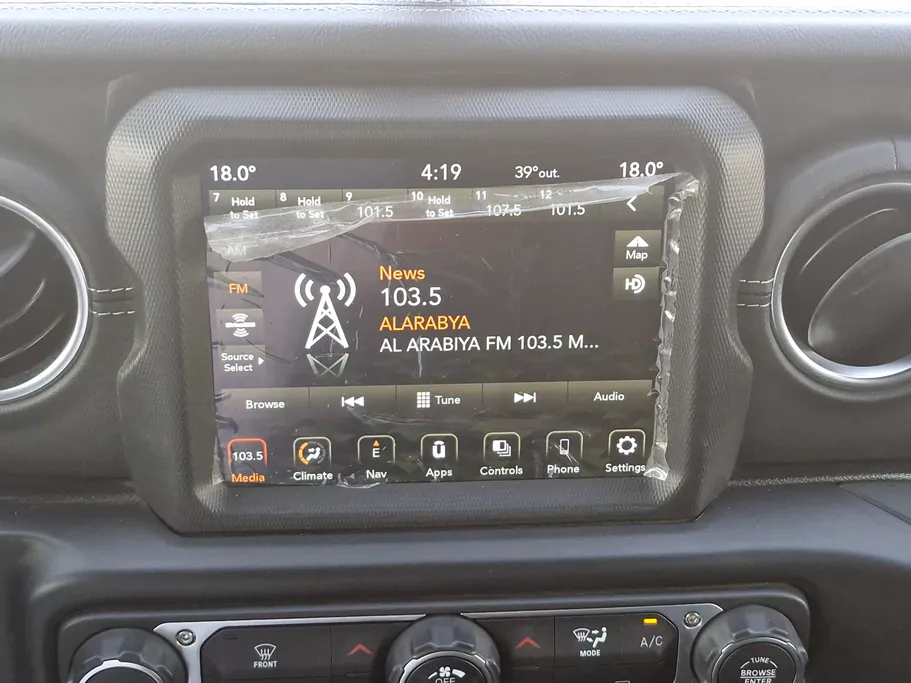 18.0° 4:19 39°out. 18.0°
7 Hold to Set 8 Hold to Set 9 101.5 10 Hold to Set 11 107.5 12 101.5
AM
Map
FM
News
103.5
HD
ALARABYA
SiriusXM
AL ARABIYA FM 103.5 M...
Source
Select
Browse Tune Audio
103.5 E
Media Climate Nav Apps Controls Phone Settings
FRONT
OFF
MODE
A/C
TUNE
BROWSE
ENTER